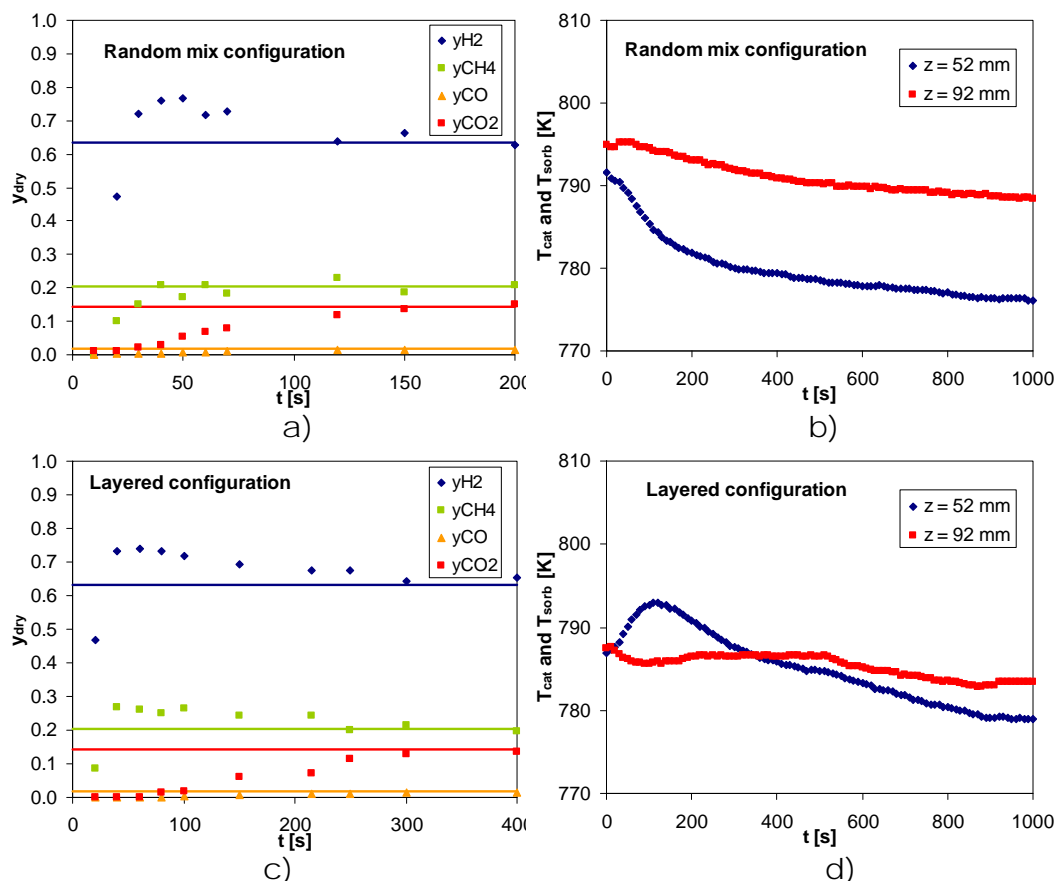 1.0
0.9
0.8
0.7
0.6
0.5
0.4
0.3
0.2
0.1
0.0
ydry
Random mix configuration
yH2
yCH4
yCO
yCO2
0 50 100 150 200
t [s]
a)
810
800
790
780
770
Tcat and Tsorb [K]
Random mix configuration
z = 52 mm
z = 92 mm
0 200 400 600 800 1000
t [s]
b)
1.0
0.9
0.8
0.7
0.6
0.5
0.4
0.3
0.2
0.1
0.0
ydry
Layered configuration
yH2
yCH4
yCO
yCO2
0 100 200 300 400
t [s]
c)
810
800
790
780
770
Tcat and Tsorb [K]
Layered configuration
z = 52 mm
z = 92 mm
0 200 400 600 800 1000
t [s]
d)